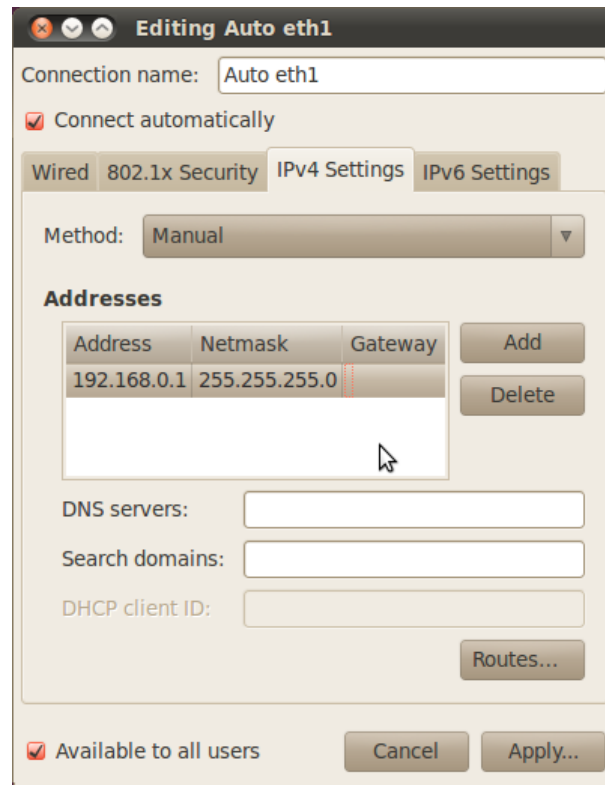 Editing Auto eth1
Connection name: Auto eth1
Connect automatically
Wired 802.1x Security IPv4 Settings IPv6 Settings
Method: Manual
Addresses
Address Netmask Gateway Add
192.168.0.1 255.255.255.0
Delete
DNS servers:
Search domains:
DHCP client ID:
Routes...
Available to all users Cancel Apply...